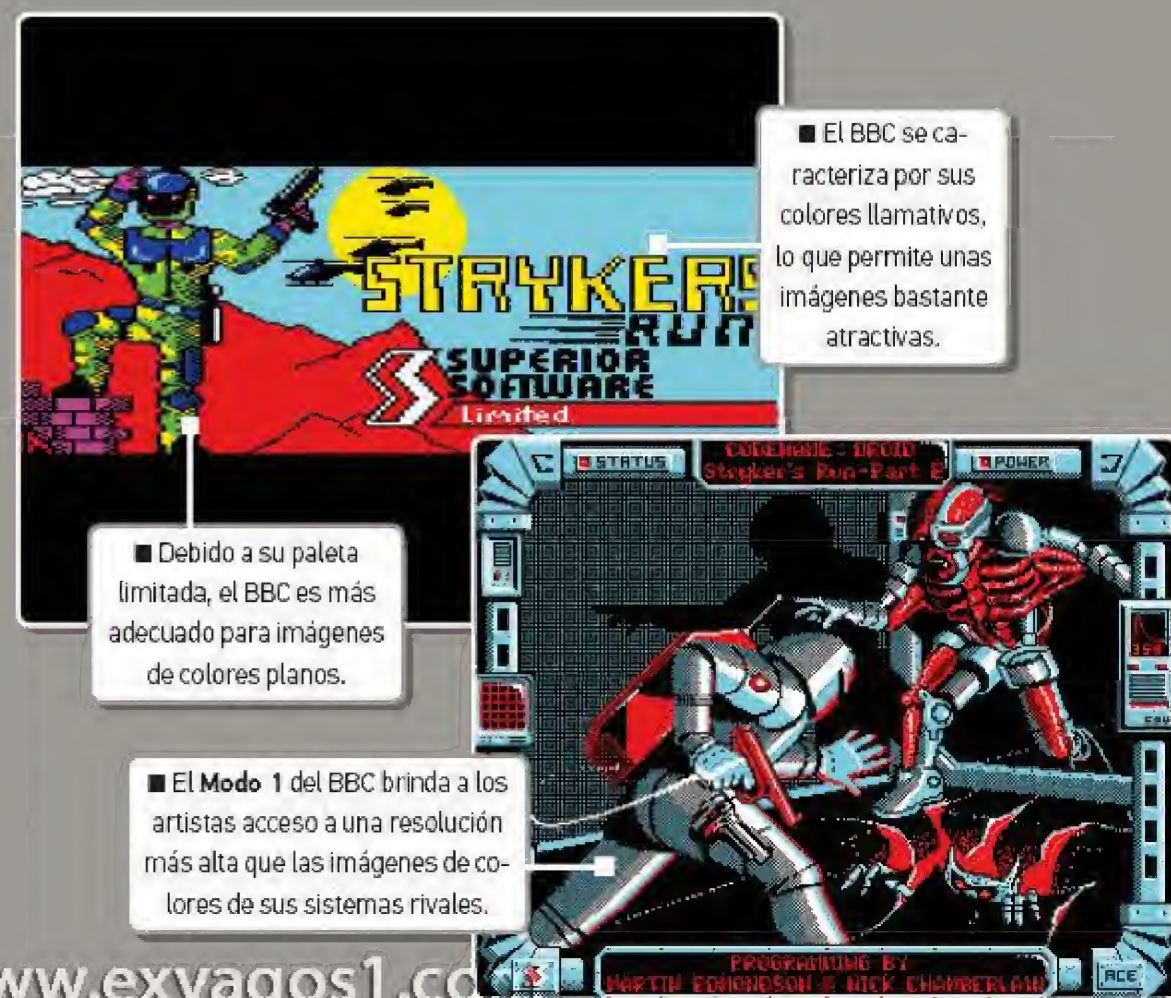 ■ El BBC se ca-
racteriza por sus
colores llamativos,
lo que permite unas
imágenes bastante
atractivas.
STRYKERS
RUN
SUPERIOR
SOFTWARE
Limited
■ Debido a su paleta
limitada, el BBC es más
adecuado para imágenes
de colores planos.
STATUS
CODENAME : DROID
Stryker's Run-Part 2
POWER
■ El Modo 1 del BBC brinda a los
artistas acceso a una resolución
más alta que las imágenes de co-
lores de sus sistemas rivales.
PROGRAMMING BY
MARTIN EDMONDSON & NICK CHAMBERLAIN
ACE
ww.exvagos1.co